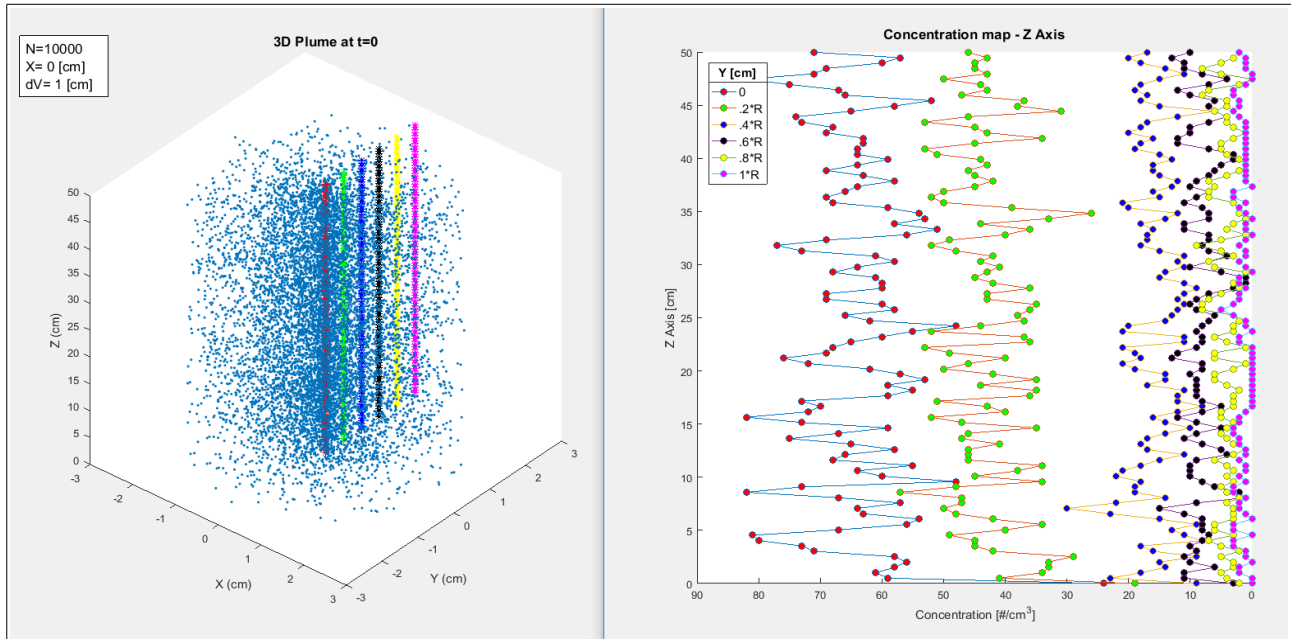 3D Plume at t=0
N=10000
X= 0 [cm]
dV= 1 [cm]
Z (cm)
50
45
40
35
30
25
20
15
10
5
0
-3
-2
-1
0
1
2
3
X (cm)
-3
-2
-1
0
1
2
3
Y (cm)
Concentration map - Z Axis
Y [cm]
0
.2*R
.4*R
.6*R
.8*R
1*R
Z Axis [cm]
50
45
40
35
30
25
20
15
10
5
0
90 80 70 60 50 40 30 20 10 0
Concentration [#/cm³]